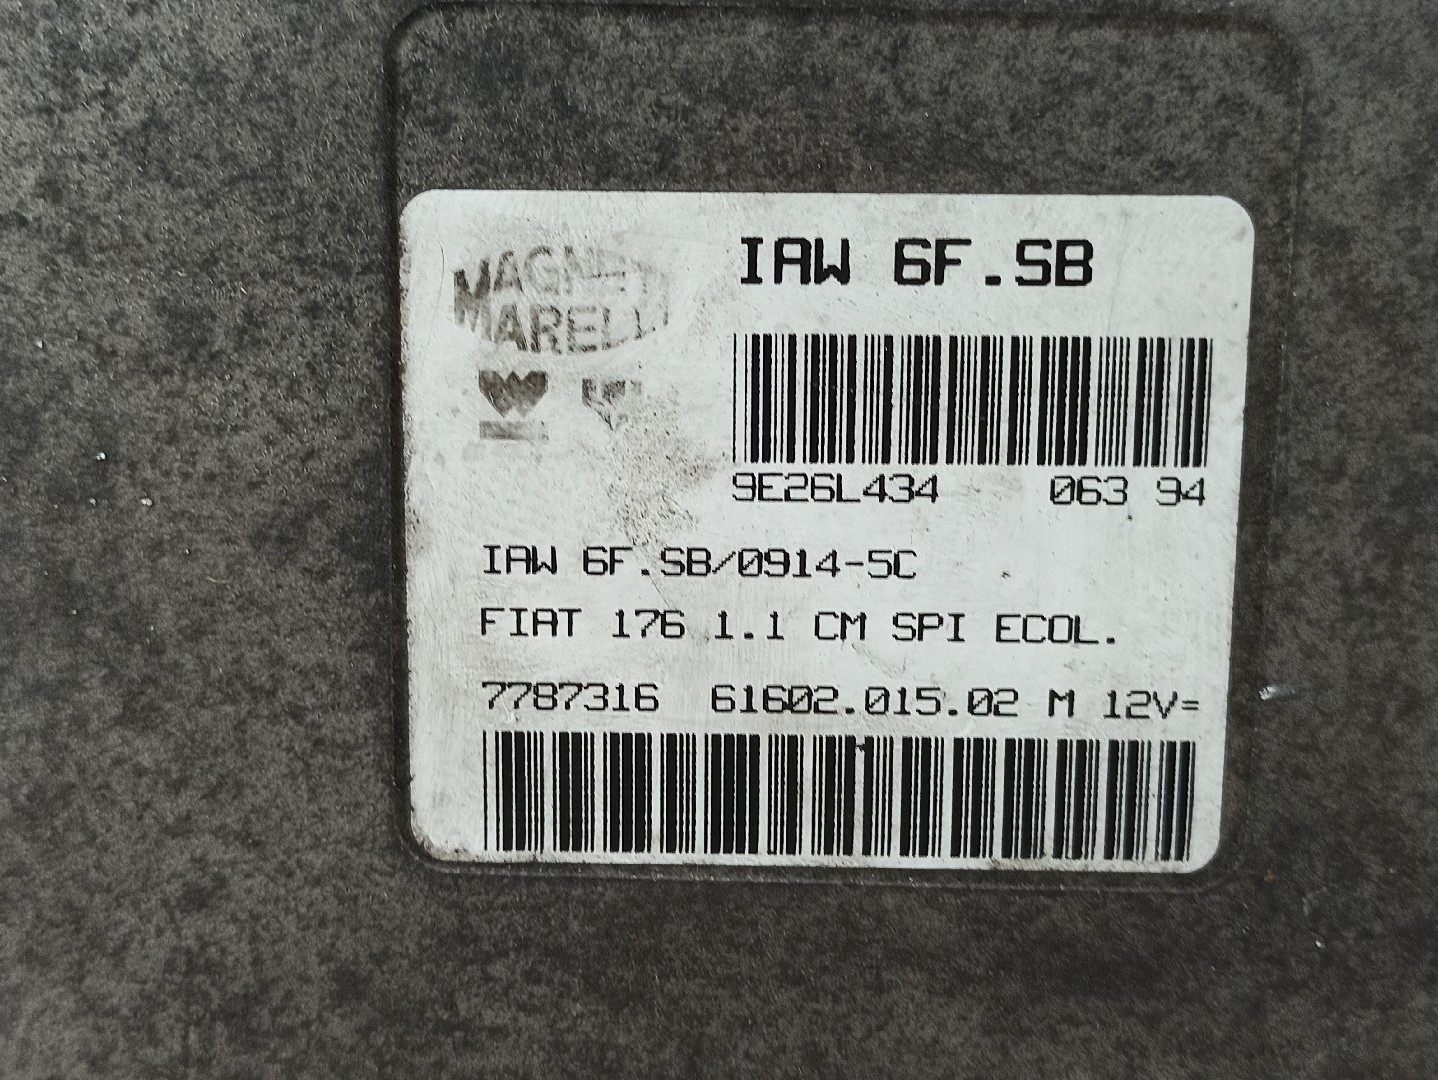 MAGNETI
MARELLI
IAW 6F.SB
9E26L434 063 94
IAW 6F.SB/0914-5C
FIAT 176 1.1 CM SPI ECOL.
7787316 61602.015.02 M 12V=